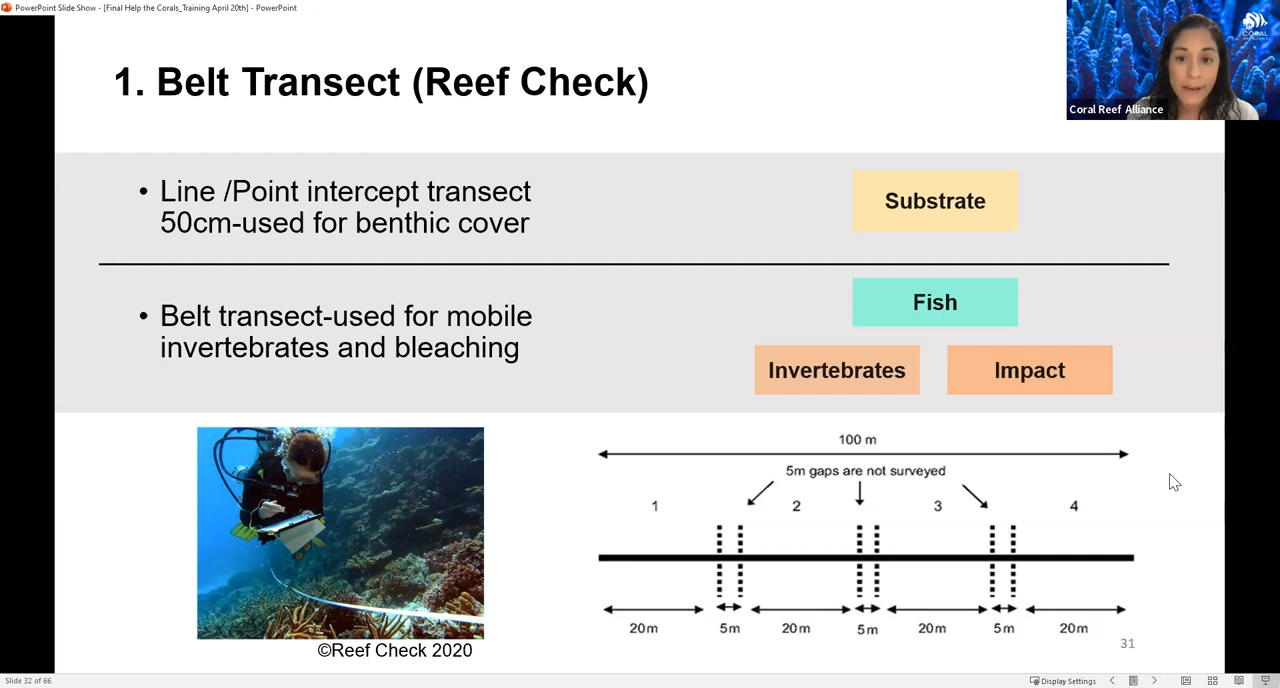 PowerPoint Slide Show - [Final Help the Corals_Training April 20th] - PowerPoint
CORAL
Coral Reef Alliance
1. Belt Transect (Reef Check)
• Line /Point intercept transect
50cm-used for benthic cover
Substrate
• Belt transect-used for mobile
invertebrates and bleaching
Fish
Invertebrates
Impact
100 m
5m gaps are not surveyed
1
2
3
4
20m
5m
20m
5m
20m
5m
20m
©Reef Check 2020
31
Slide 32 of 66
Display Settings